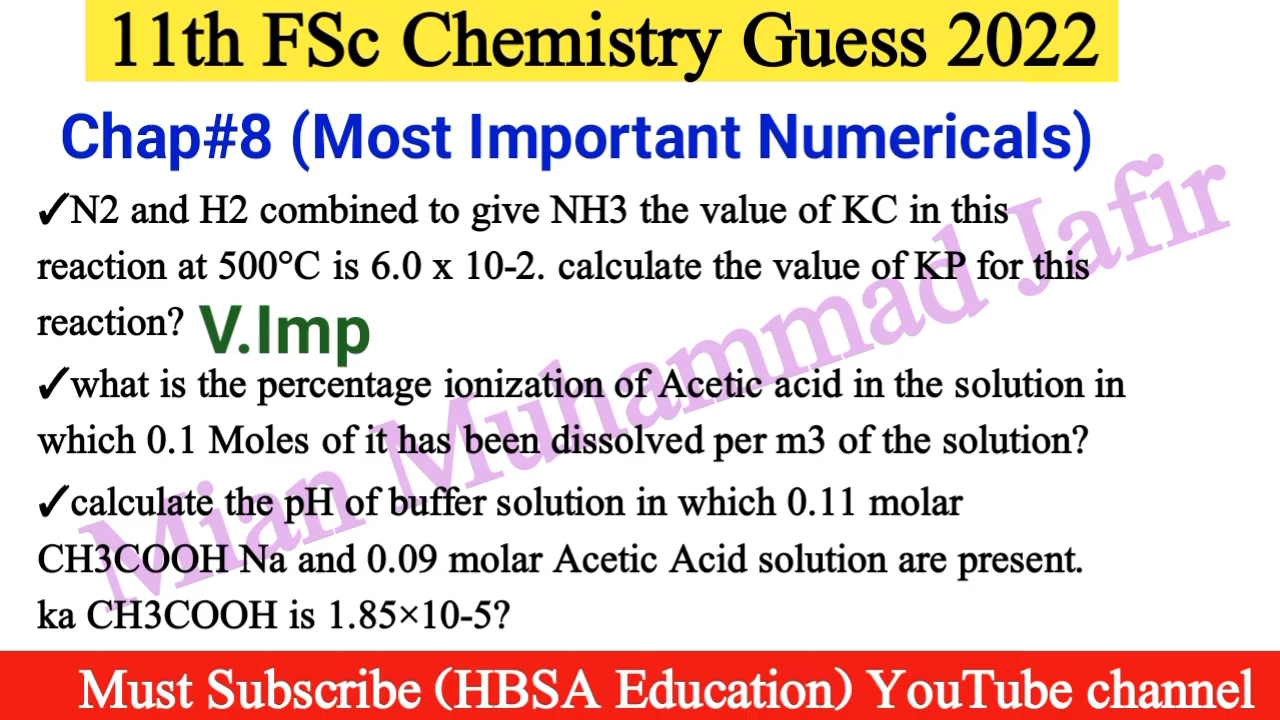 11th FSc Chemistry Guess 2022
Chap#8 (Most Important Numericals)
✓N2 and H2 combined to give NH3 the value of KC in this
reaction at 500°C is 6.0 x 10-2. calculate the value of KP for this
reaction? V.Imp
✓what is the percentage ionization of Acetic acid in the solution in
which 0.1 Moles of it has been dissolved per m3 of the solution?
✓calculate the pH of buffer solution in which 0.11 molar
CH3COOH Na and 0.09 molar Acetic Acid solution are present.
ka CH3COOH is 1.85×10-5?
Mian Muhammad Jafir
Must Subscribe (HBSA Education) YouTube channel